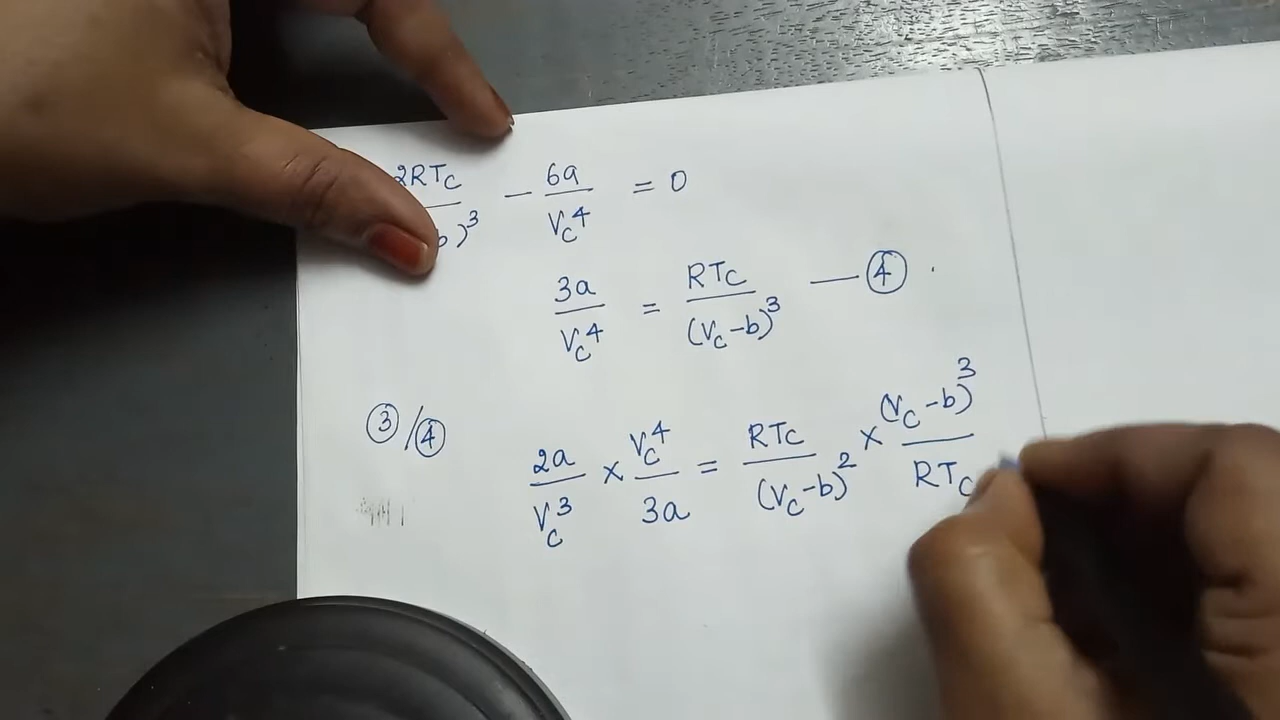 2RTc / b)³ − 6a / Vc⁴ = 0
3a / Vc⁴ = RTc / (Vc−b)³ — ④
③/④ 2a / Vc³ × Vc⁴ / 3a = RTc / (Vc−b)² × (Vc−b)³ / RTc